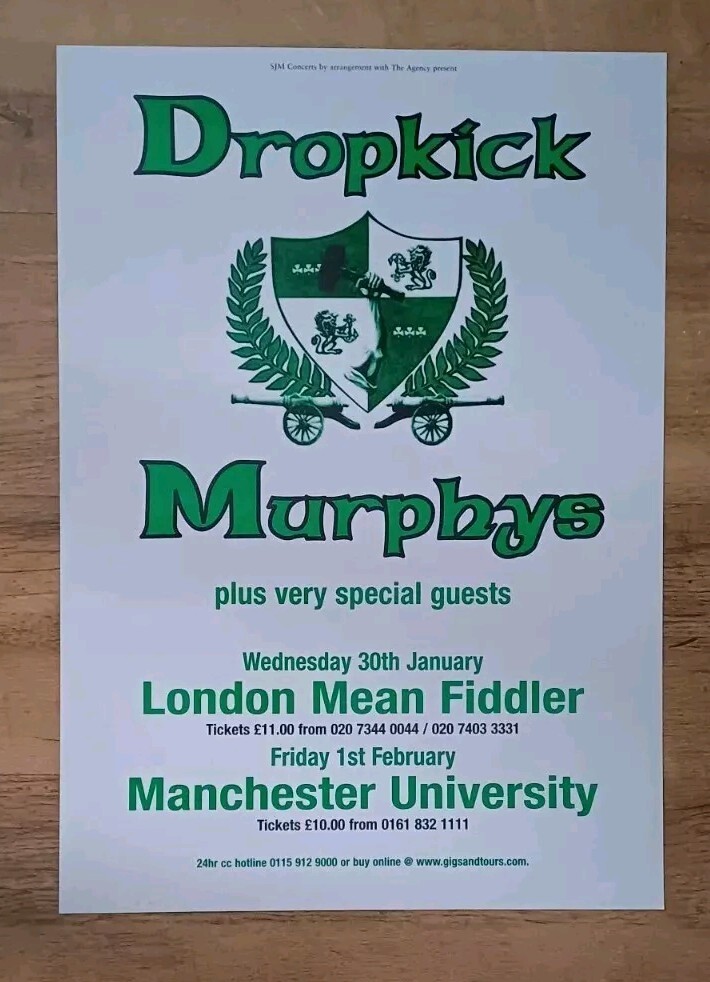 SJM Concerts by arrangement with The Agency present
Dropkick
Murphys
plus very special guests
Wednesday 30th January
London Mean Fiddler
Tickets £11.00 from 020 7344 0044 / 020 7403 3331
Friday 1st February
Manchester University
Tickets £10.00 from 0161 832 1111
24hr cc hotline 0115 912 9000 or buy online @ www.gigsandtours.com.